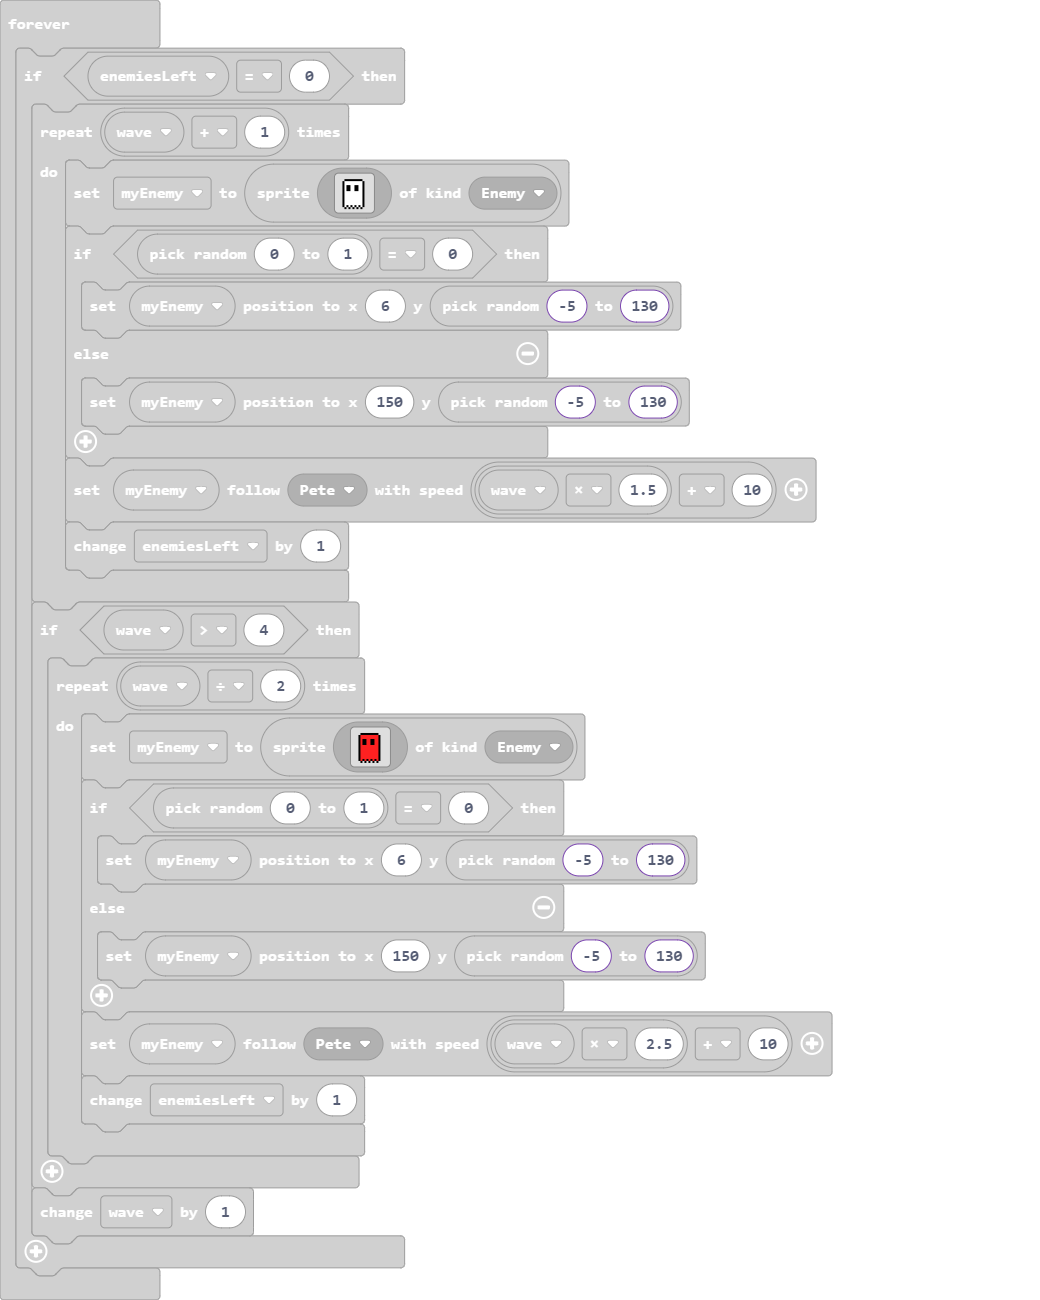 forever
if enemiesLeft = 0 then
repeat wave + 1 times
do
set myEnemy to sprite of kind Enemy
if pick random 0 to 1 = 0 then
set myEnemy position to x 6 y pick random -5 to 130
else
set myEnemy position to x 150 y pick random -5 to 130
set myEnemy follow Pete with speed wave × 1.5 + 10
change enemiesLeft by 1
if wave > 4 then
repeat wave ÷ 2 times
do
set myEnemy to sprite of kind Enemy
if pick random 0 to 1 = 0 then
set myEnemy position to x 6 y pick random -5 to 130
else
set myEnemy position to x 150 y pick random -5 to 130
set myEnemy follow Pete with speed wave × 2.5 + 10
change enemiesLeft by 1
change wave by 1